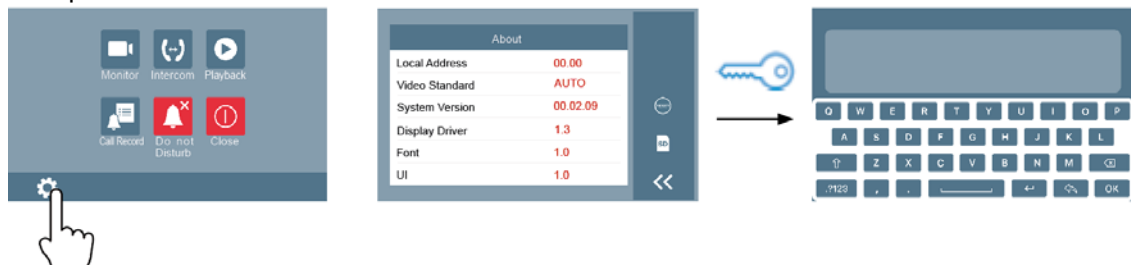 Monitor Intercom Playback
Call Record Do not Disturb Close
About
Local Address 00.00
Video Standard AUTO
System Version 00.02.09
Display Driver 1.3
Font 1.0
UI 1.0
SD
Q W E R T Y U I O P
A S D F G H J K L
Z X C V B N M
.?123 , . OK